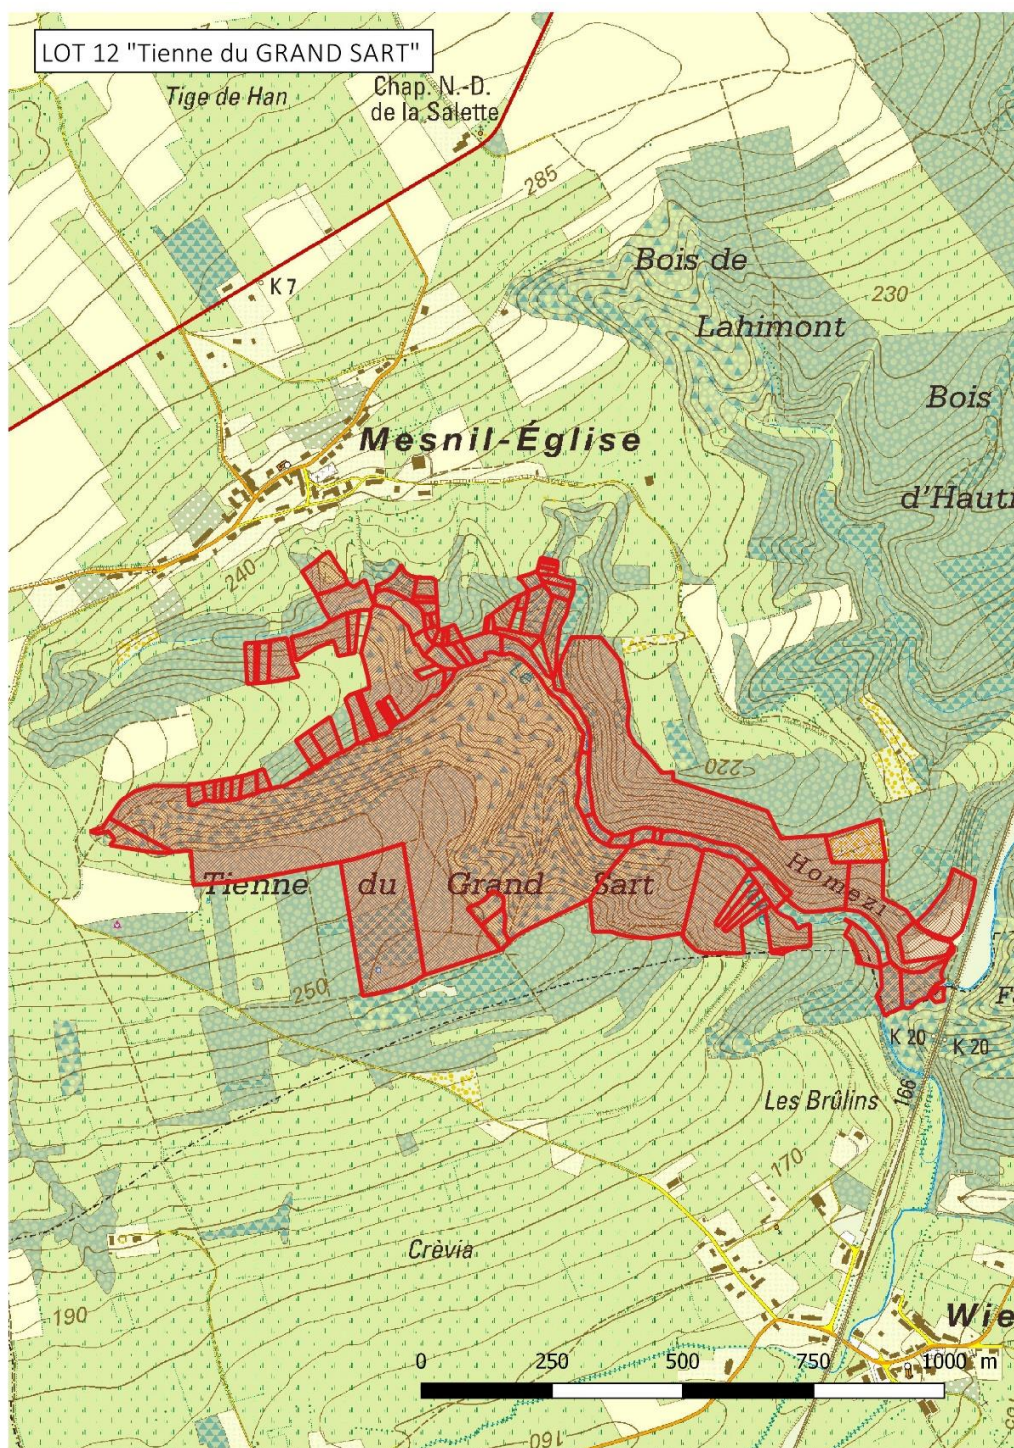 LOT 12 "Tienne du GRAND SART"
Tige de Han
Chap. N.-D.
de la Salette
285
K 7
Bois de
Lahimont
230
Bois
d'Hautr
Mesnil-Église
240
Le
220
Homezi
Tienne du Grand Sart
250
F
K 20
K 20
166
Les Brûlins
170
Crèvia
190
Wie
0 250 500 750 1000 m
160